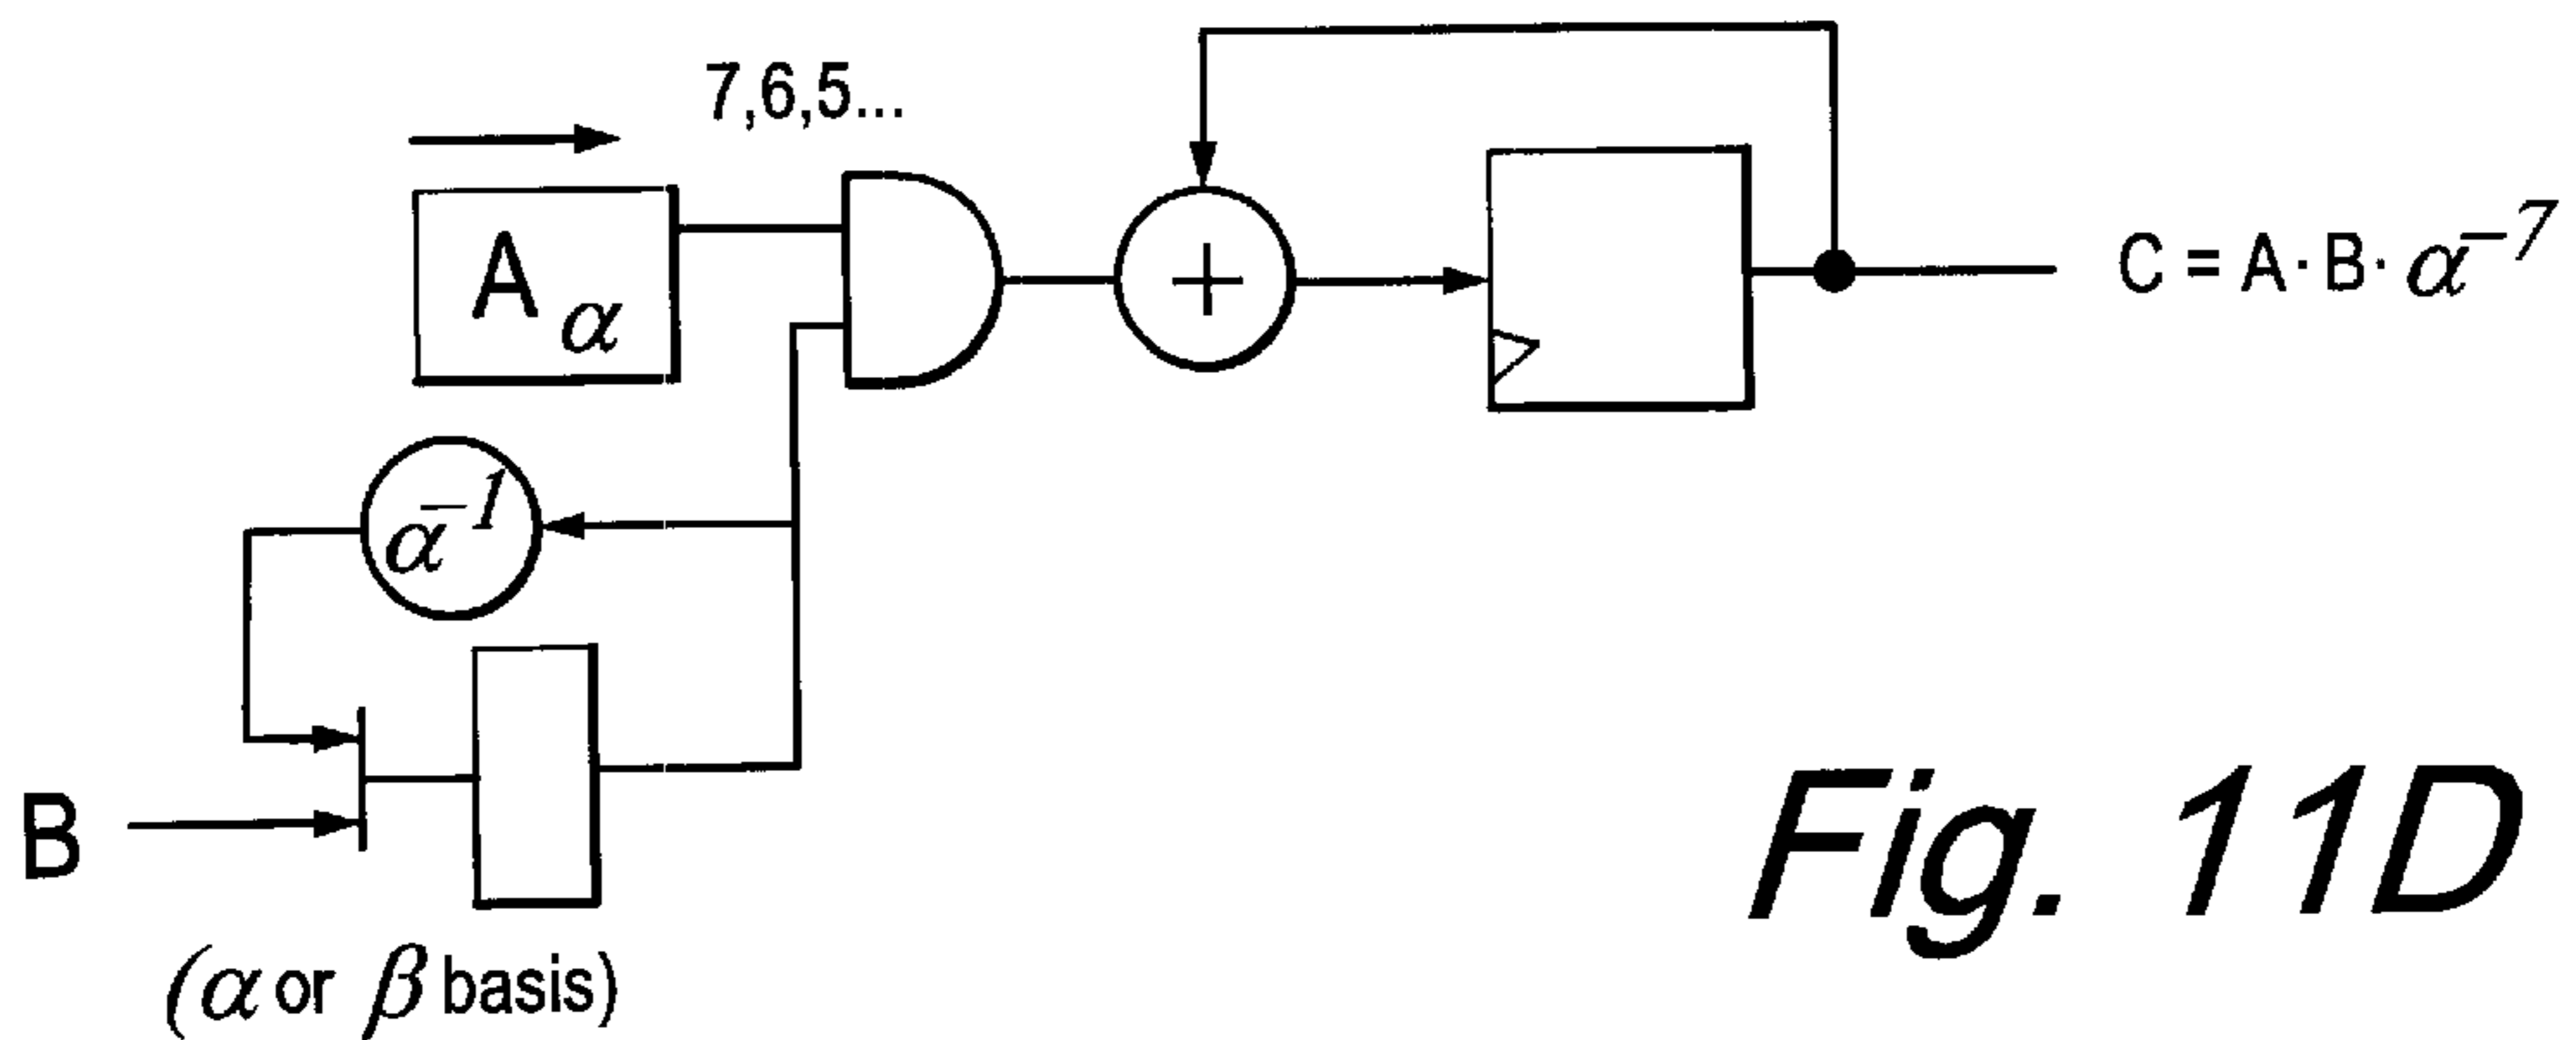 7,6,5...
A α
+
C = A · B · α⁻⁷
α⁻¹
B
(α or β basis)
Fig. 11D